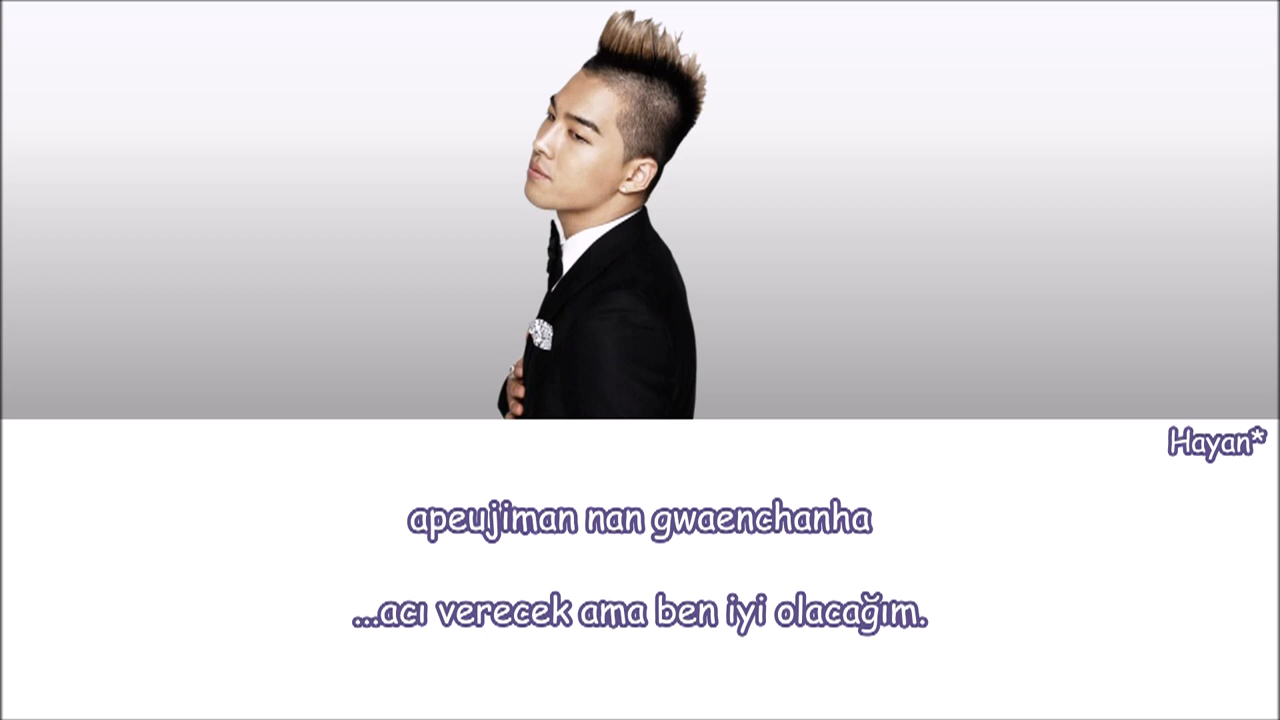 Hayan*
apeujiman nan gwaenchanha
...acı verecek ama ben iyi olacağım.